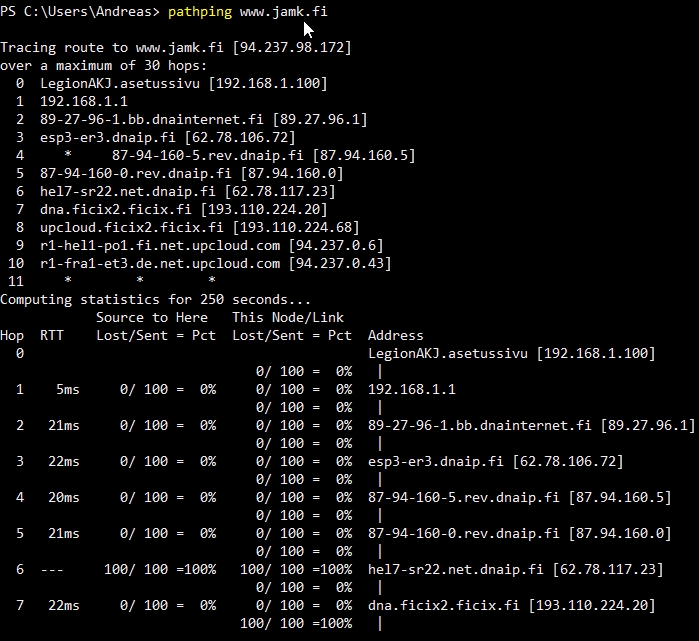 PS C:\Users\Andreas> pathping www.jamk.fi
Tracing route to www.jamk.fi [94.237.98.172]
over a maximum of 30 hops:
  0  LegionAKJ.asetussivu [192.168.1.100]
  1  192.168.1.1
  2  89-27-96-1.bb.dnainternet.fi [89.27.96.1]
  3  esp3-er3.dnaip.fi [62.78.106.72]
  4     *     87-94-160-5.rev.dnaip.fi [87.94.160.5]
  5  87-94-160-0.rev.dnaip.fi [87.94.160.0]
  6  hel7-sr22.net.dnaip.fi [62.78.117.23]
  7  dna.ficix2.ficix.fi [193.110.224.20]
  8  upcloud.ficix2.ficix.fi [193.110.224.68]
  9  r1-hel1-po1.fi.net.upcloud.com [94.237.0.6]
 10  r1-fra1-et3.de.net.upcloud.com [94.237.0.43]
 11     *        *        *
Computing statistics for 250 seconds...
            Source to Here   This Node/Link
Hop  RTT    Lost/Sent = Pct  Lost/Sent = Pct  Address
  0                                           LegionAKJ.asetussivu [192.168.1.100]
                                0/ 100 =  0%   |
  1    5ms     0/ 100 =  0%     0/ 100 =  0%  192.168.1.1
                                0/ 100 =  0%   |
  2   21ms     0/ 100 =  0%     0/ 100 =  0%  89-27-96-1.bb.dnainternet.fi [89.27.96.1]
                                0/ 100 =  0%   |
  3   22ms     0/ 100 =  0%     0/ 100 =  0%  esp3-er3.dnaip.fi [62.78.106.72]
                                0/ 100 =  0%   |
  4   20ms     0/ 100 =  0%     0/ 100 =  0%  87-94-160-5.rev.dnaip.fi [87.94.160.5]
                                0/ 100 =  0%   |
  5   21ms     0/ 100 =  0%     0/ 100 =  0%  87-94-160-0.rev.dnaip.fi [87.94.160.0]
                                0/ 100 =  0%   |
  6  ---     100/ 100 =100%   100/ 100 =100%  hel7-sr22.net.dnaip.fi [62.78.117.23]
                                0/ 100 =  0%   |
  7   22ms     0/ 100 =  0%     0/ 100 =  0%  dna.ficix2.ficix.fi [193.110.224.20]
                              100/ 100 =100%   |